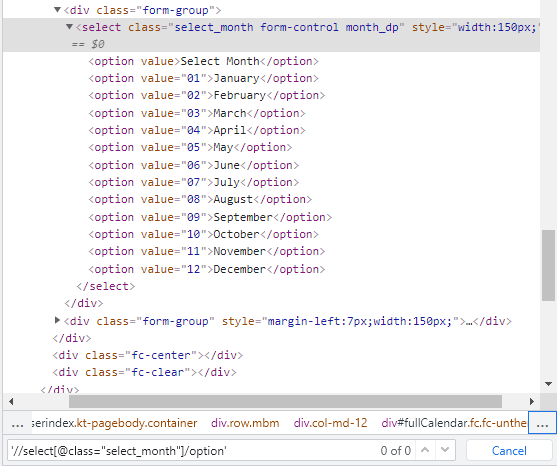 ▼<div class="form-group">
▼<select class="select_month form-control month_dp" style="width:150px;"
== $0
<option value>Select Month</option>
<option value="01">January</option>
<option value="02">February</option>
<option value="03">March</option>
<option value="04">April</option>
<option value="05">May</option>
<option value="06">June</option>
<option value="07">July</option>
<option value="08">August</option>
<option value="09">September</option>
<option value="10">October</option>
<option value="11">November</option>
<option value="12">December</option>
</select>
</div>
▶<div class="form-group" style="margin-left:7px;width:150px;">…</div>
</div>
<div class="fc-center"></div>
<div class="fc-clear"></div>
</div>
... serindex.kt-pagebody.container div.row.mbm div.col-md-12 div#fullCalendar.fc.fc-unthe ...
'//select[@class="select_month"]/option' 0 of 0 Cancel